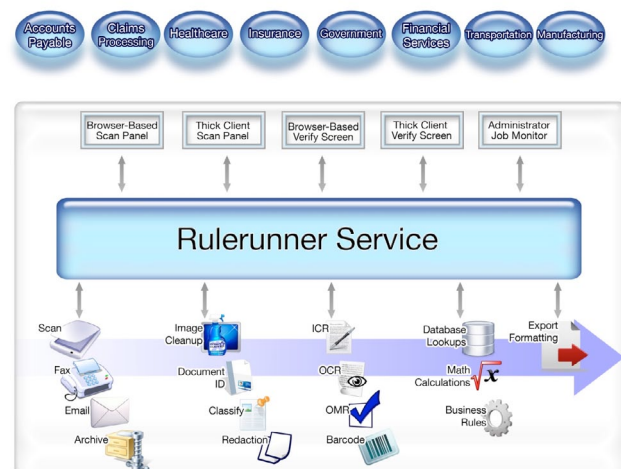 Accounts
Payable
Claims
Processing
Healthcare
Insurance
Government
Financial
Services
Transportation
Manufacturing
Browser-Based
Scan Panel
Thick Client
Scan Panel
Browser-Based
Verify Screen
Thick Client
Verify Screen
Administrator
Job Monitor
Rulerunner Service
Scan
Fax
Email
Archive
Image
Cleanup
Document
ID
Classify
Redaction
ICR
OCR
OMR
Barcode
Database
Lookups
Math
Calculations
Business
Rules
Export
Formatting